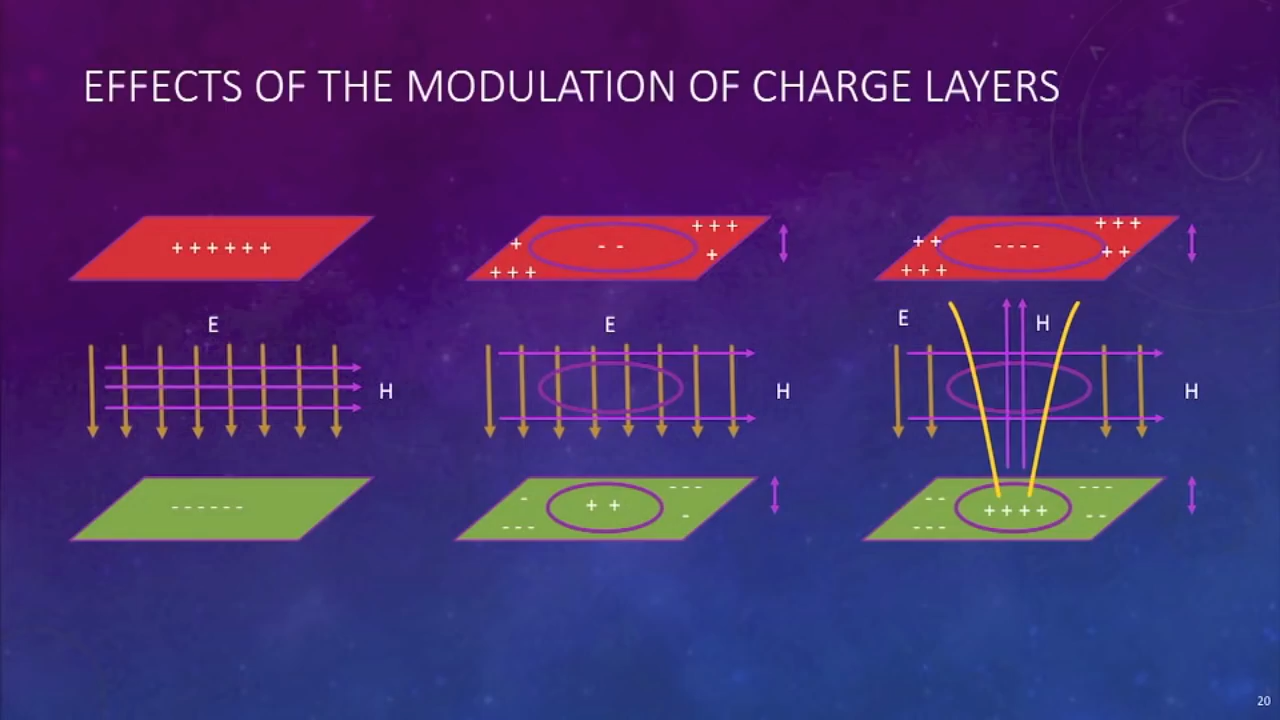 EFFECTS OF THE MODULATION OF CHARGE LAYERS
+ + + + + +
E
H
- - - - - -
+ + + +
- -
+ + + +
E
H
- - - -
+ +
- - - -
+ + + + +
- - - -
+ + + + +
E
H
H
- - - - -
+ + + +
- - - - -
20